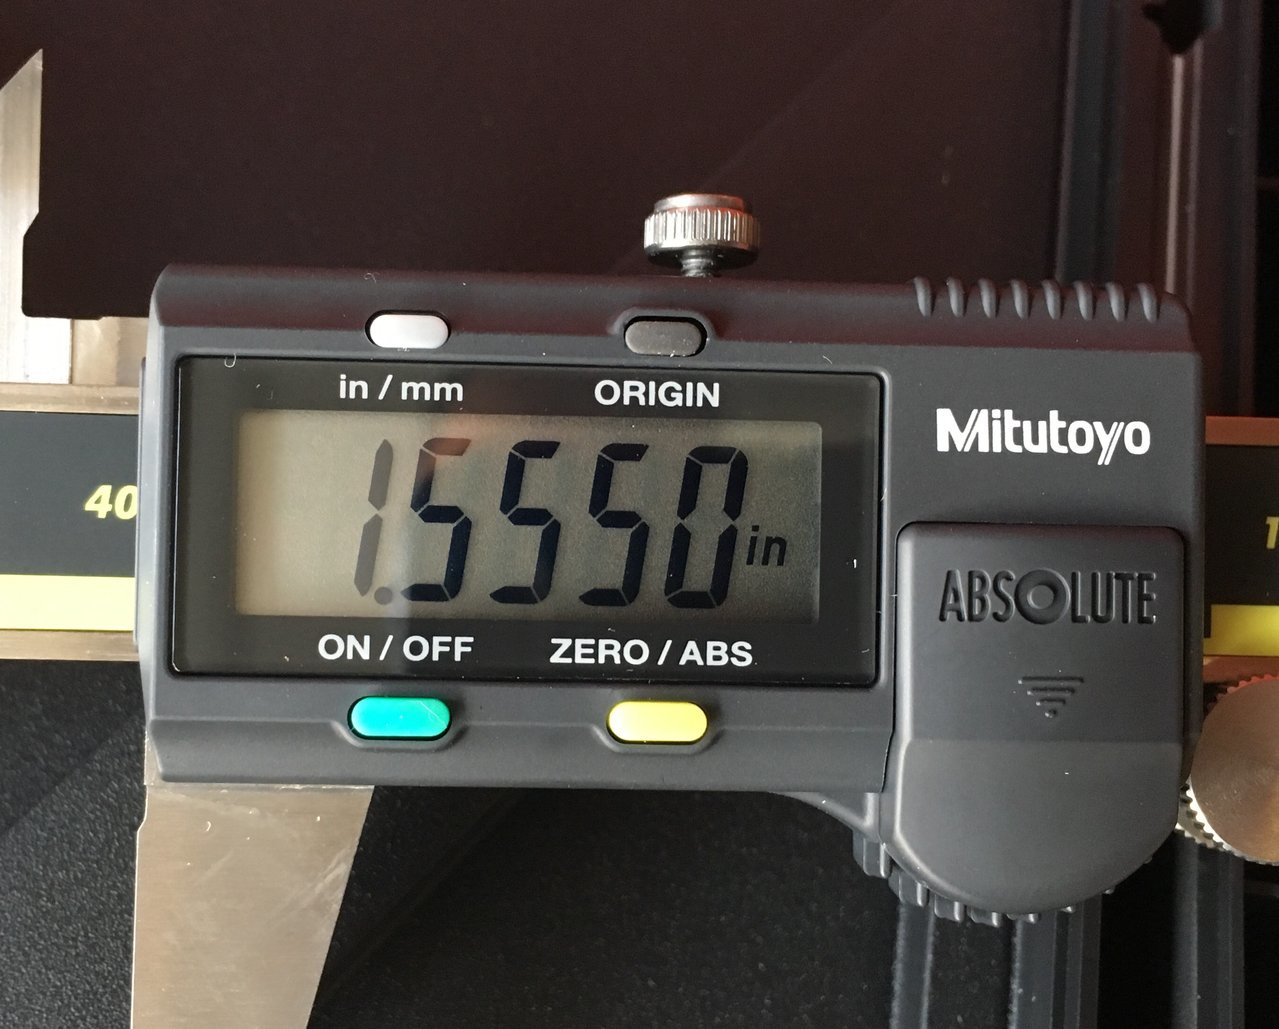 in / mm
ORIGIN
Mitutoyo
40
1.5550 in
ABSOLUTE
ON / OFF
ZERO / ABS